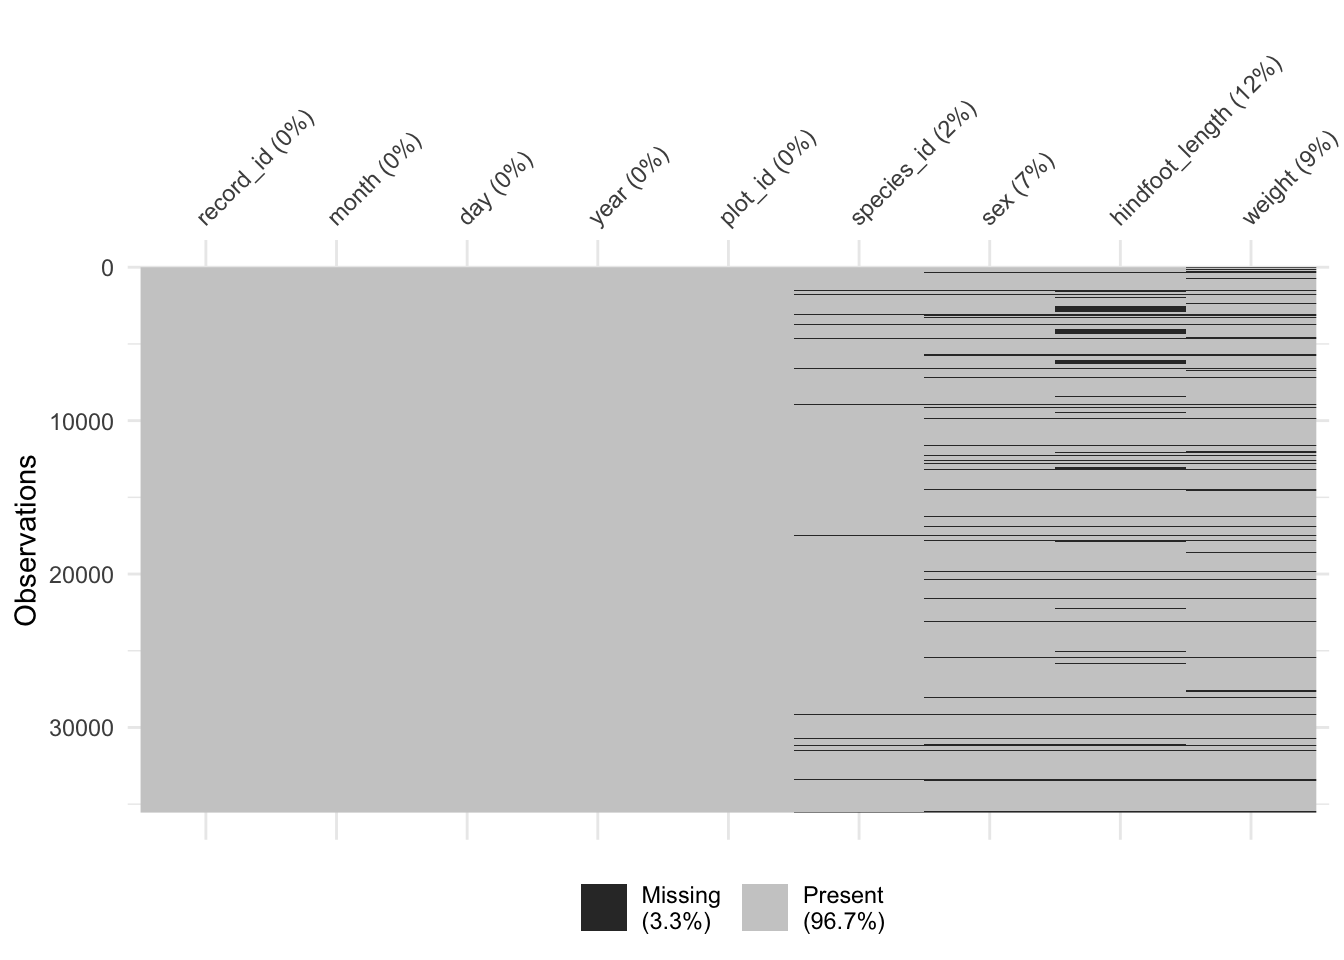 record_id (0%)
month (0%)
day (0%)
year (0%)
plot_id (0%)
species_id (2%)
sex (7%)
hindfoot_length (12%)
weight (9%)
0
10000
20000
30000
Observations
Missing
(3.3%)
Present
(96.7%)